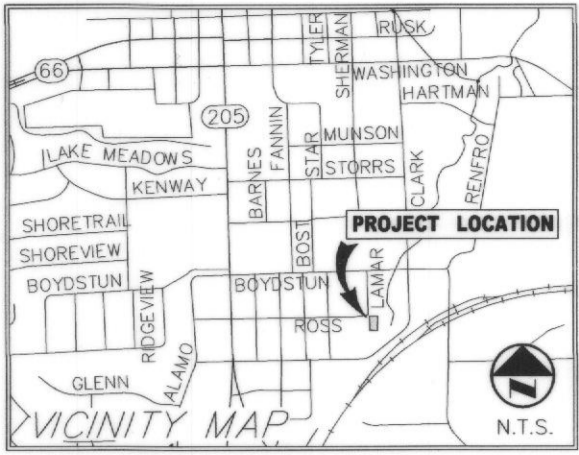 RUSK
TYLER
SHERMAN
66
WASHINGTON
HARTMAN
205
FANNIN
MUNSON
STAR
LAKE MEADOWS
STORRS
BARNES
CLARK
RENFRO
KENWAY
SHORETRAIL
BOST
PROJECT LOCATION
SHOREVIEW
BOYDSTUN
BOYDSTUN
LAMAR
RIDGEVIEW
ROSS
ALAMO
GLENN
VICINITY MAP
N
N.T.S.